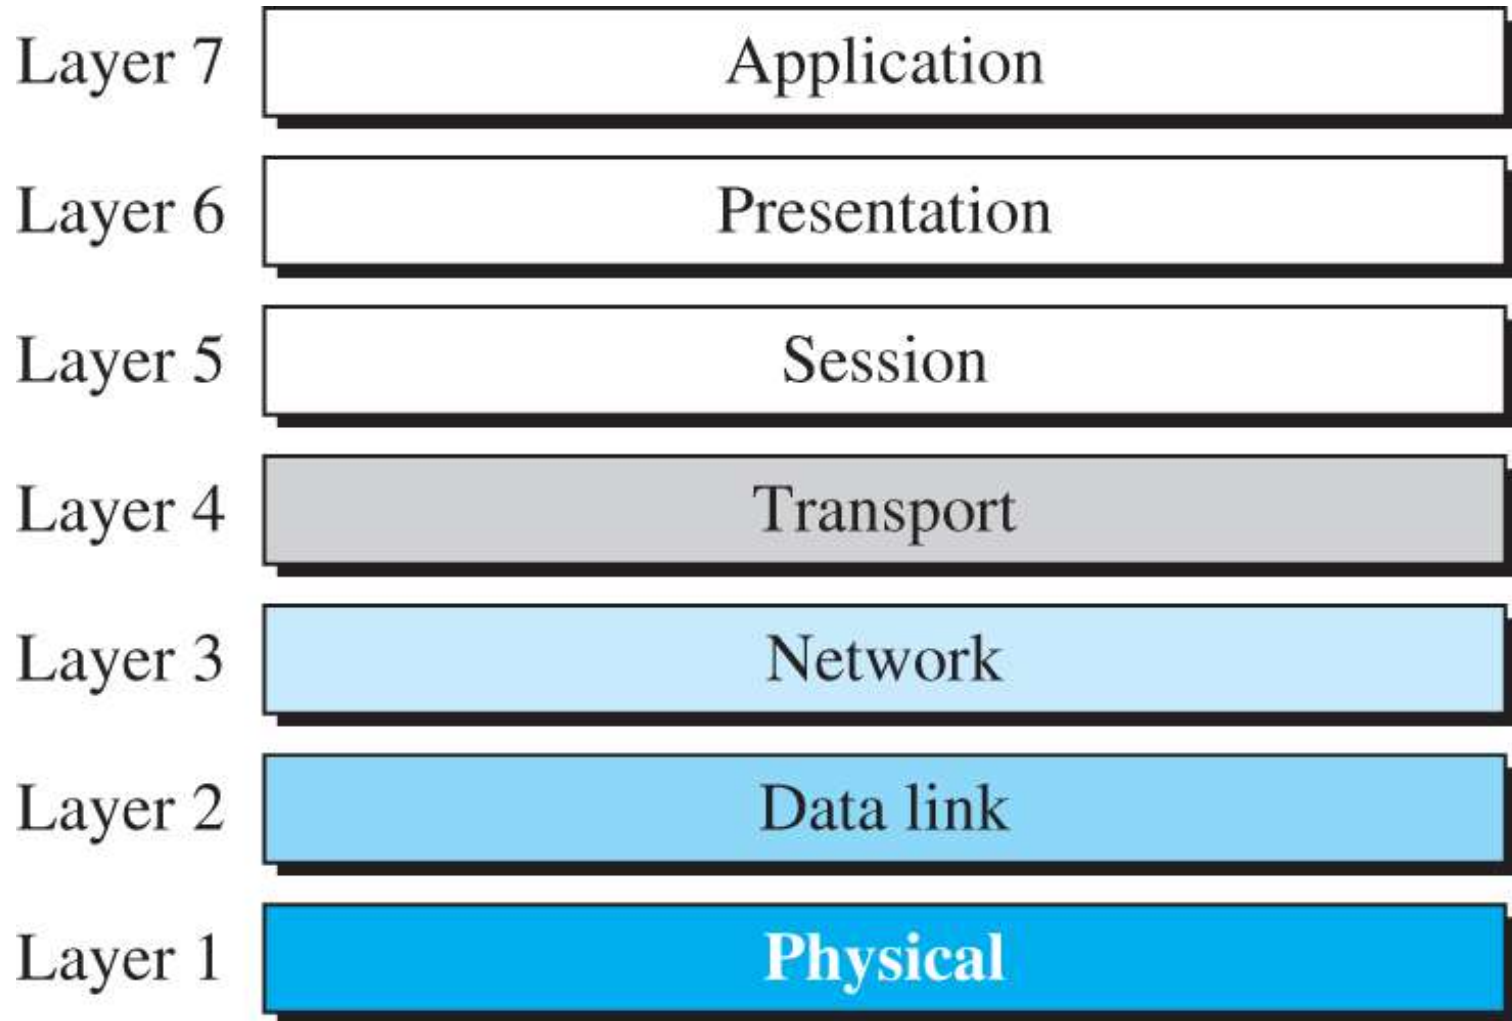 Layer 7 Application
Layer 6 Presentation
Layer 5 Session
Layer 4 Transport
Layer 3 Network
Layer 2 Data link
Layer 1 Physical